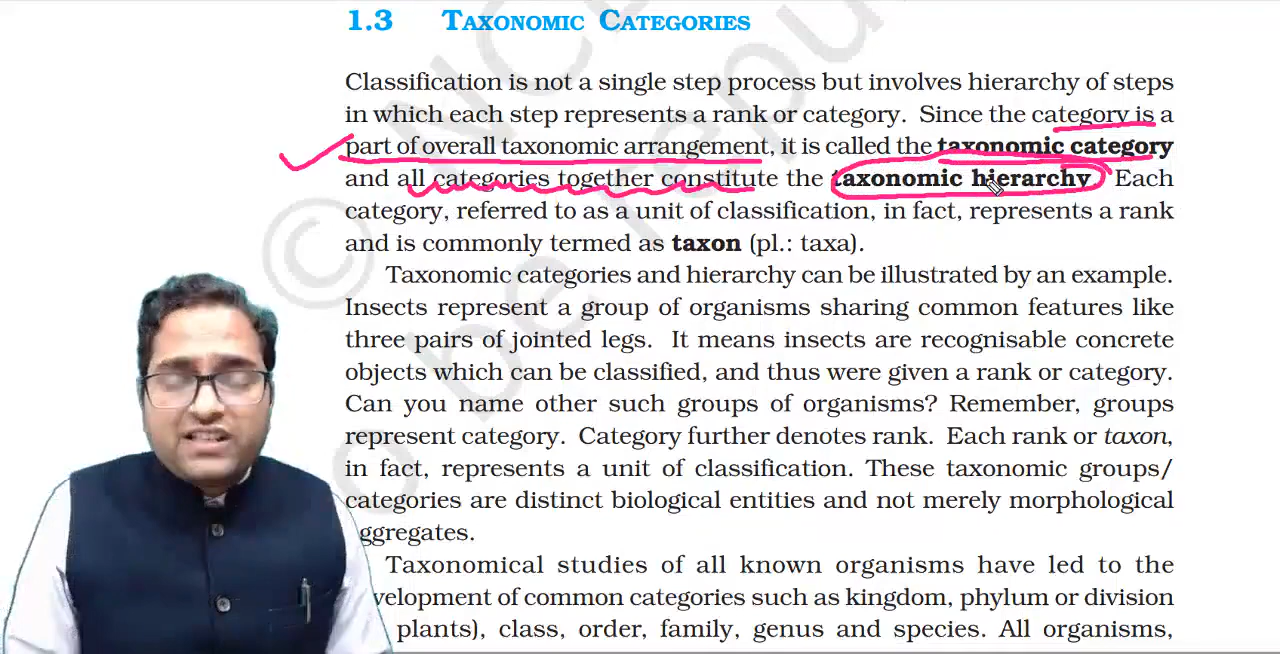 1.3 TAXONOMIC CATEGORIES
Classification is not a single step process but involves hierarchy of steps
in which each step represents a rank or category. Since the category is a
part of overall taxonomic arrangement, it is called the taxonomic category
and all categories together constitute the taxonomic hierarchy. Each
category, referred to as a unit of classification, in fact, represents a rank
and is commonly termed as taxon (pl.: taxa).
Taxonomic categories and hierarchy can be illustrated by an example.
Insects represent a group of organisms sharing common features like
three pairs of jointed legs. It means insects are recognisable concrete
objects which can be classified, and thus were given a rank or category.
Can you name other such groups of organisms? Remember, groups
represent category. Category further denotes rank. Each rank or taxon,
in fact, represents a unit of classification. These taxonomic groups/
categories are distinct biological entities and not merely morphological
ggregates.
Taxonomical studies of all known organisms have led to the
velopment of common categories such as kingdom, phylum or division
plants), class, order, family, genus and species. All organisms,